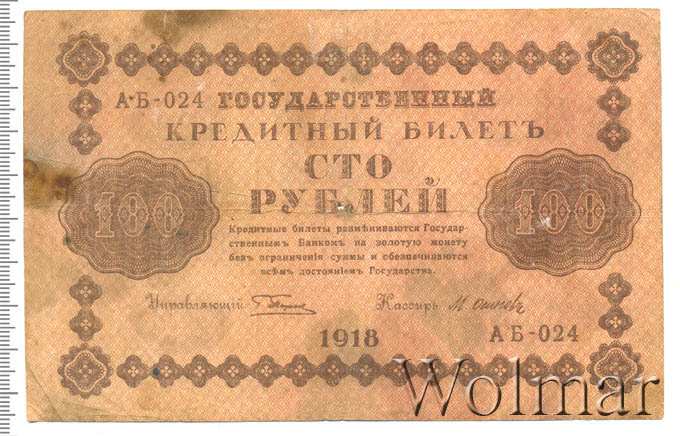 АБ-024 ГОСУДАРСТВЕННЫЙ
КРЕДИТНЫЙ БИЛЕТЪ
СТО
РУБЛЕЙ
100 100
Кредитные билеты размѣниваются Государ-
ственнымъ Банкомъ на золотую монету
безъ ограниченія суммы и обезпечиваются
всѣмъ достояніемъ Государства.
Управляющій Кассиръ
1918 АБ-024
Wolmar